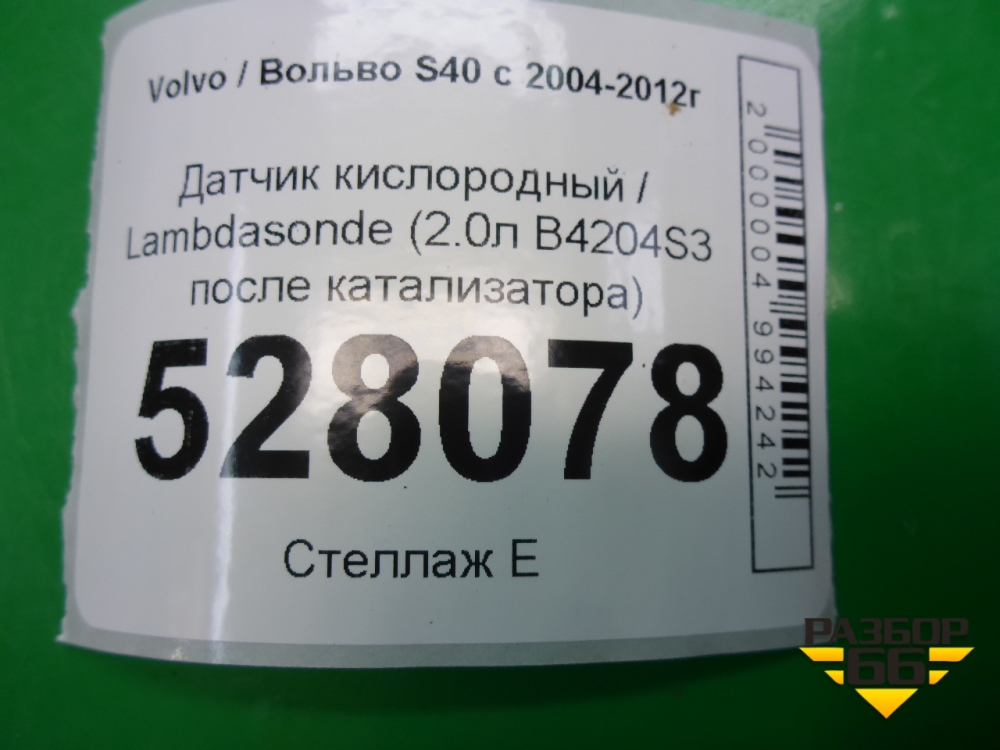 Volvo / Вольво S40 с 2004-2012г
Датчик кислородный /
Lambdasonde (2.0л B4204S3
после катализатора)
528078
Стеллаж Е
2000004994242
РАЗБОР
66